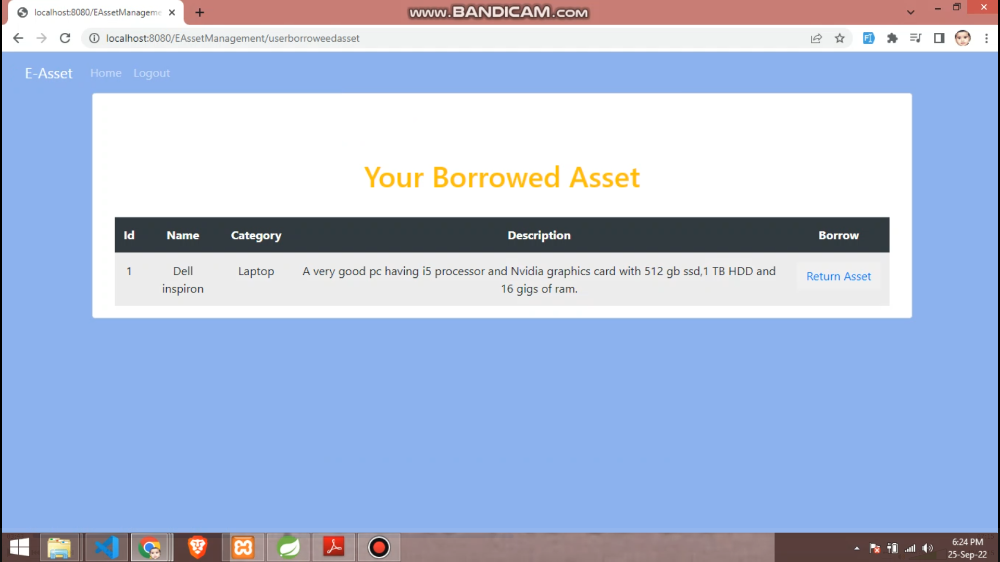 localhost:8080/EAssetManageme
www.BANDICAM.com
localhost:8080/EAssetManagement/userborroweedasset
E-Asset Home Logout
Your Borrowed Asset
Id Name Category Description Borrow
1 Dell inspiron Laptop A very good pc having i5 processor and Nvidia graphics card with 512 gb ssd,1 TB HDD and 16 gigs of ram. Return Asset
6:24 PM
25-Sep-22